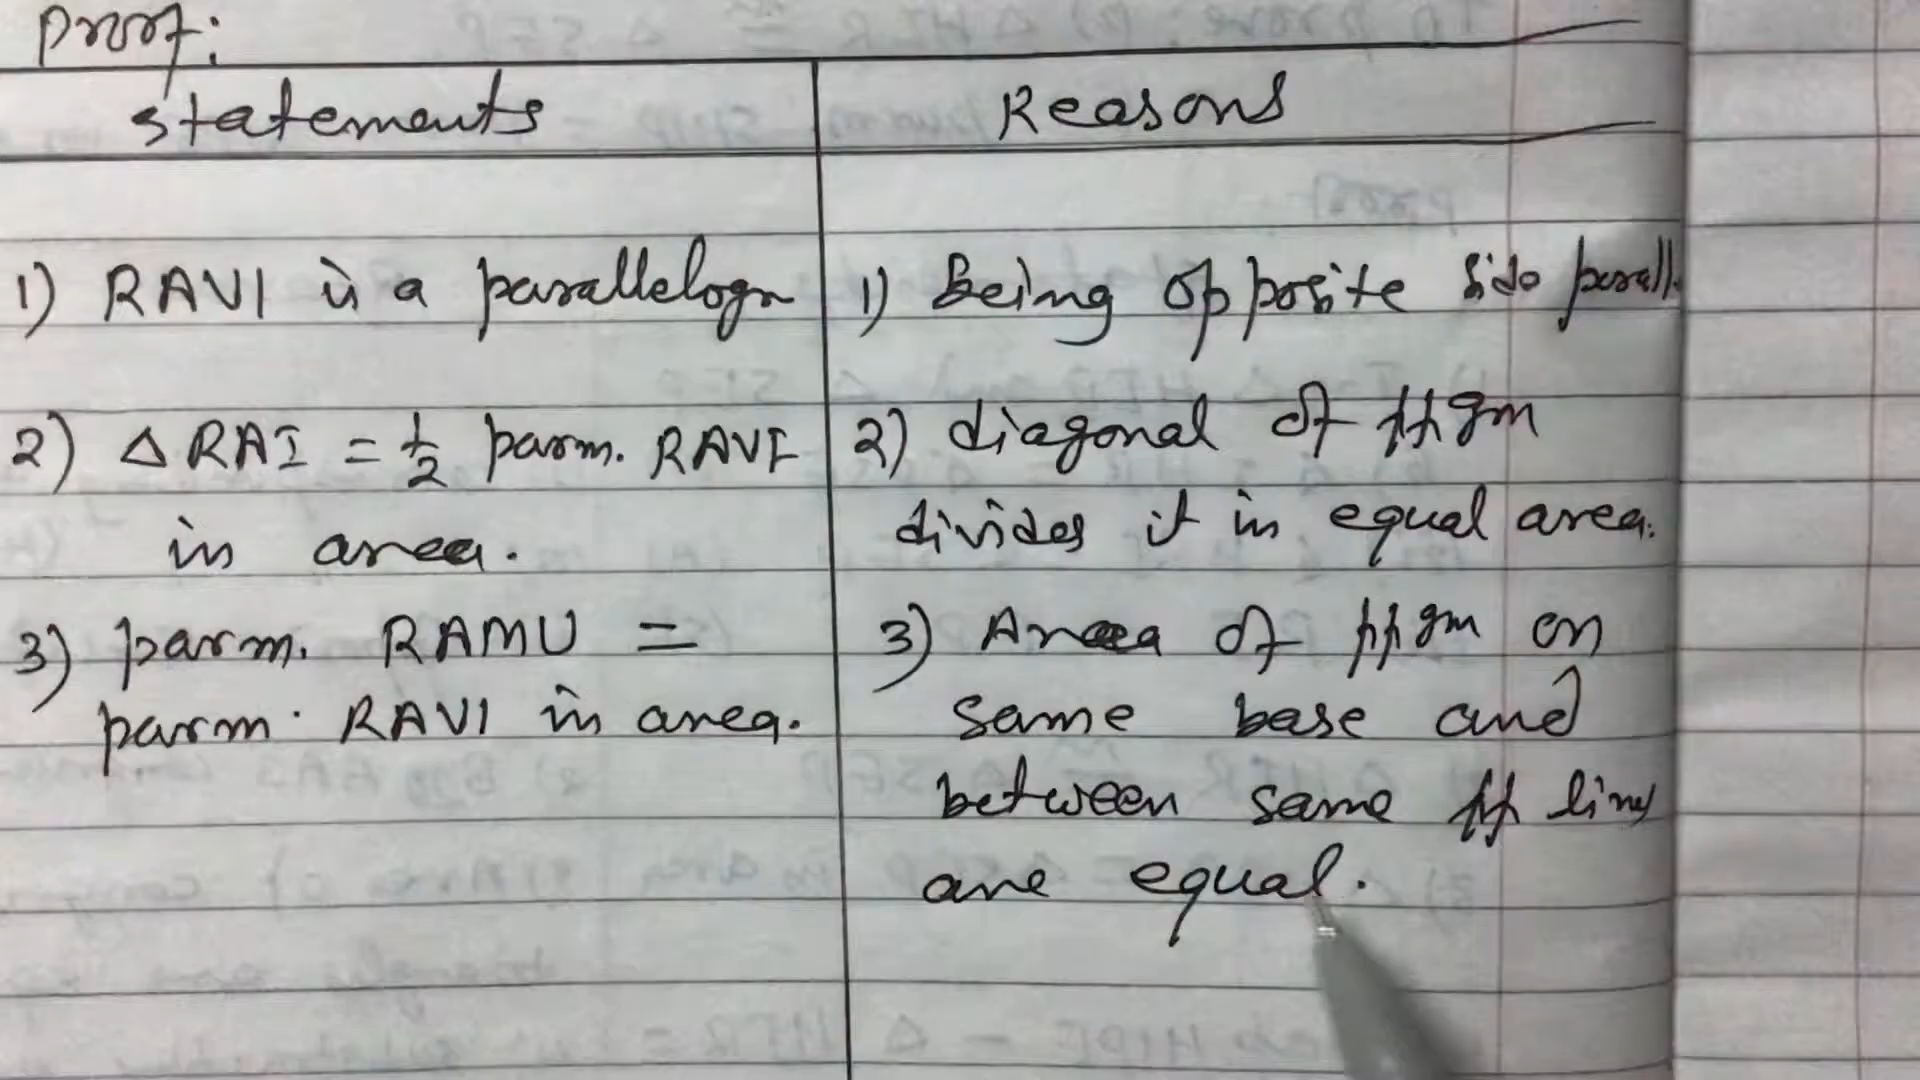 Proof:
Statements
Reasons
1) RAVI is a parallelogm
1) Being opposite side parall
2) △RAI = 1/2 parm. RAVI
in area.
2) diagonal of ||gm
divides it in equal area.
3) parm. RAMU =
parm. RAVI in area.
3) Area of ||gm on
same base and
between same || lines
are equal.